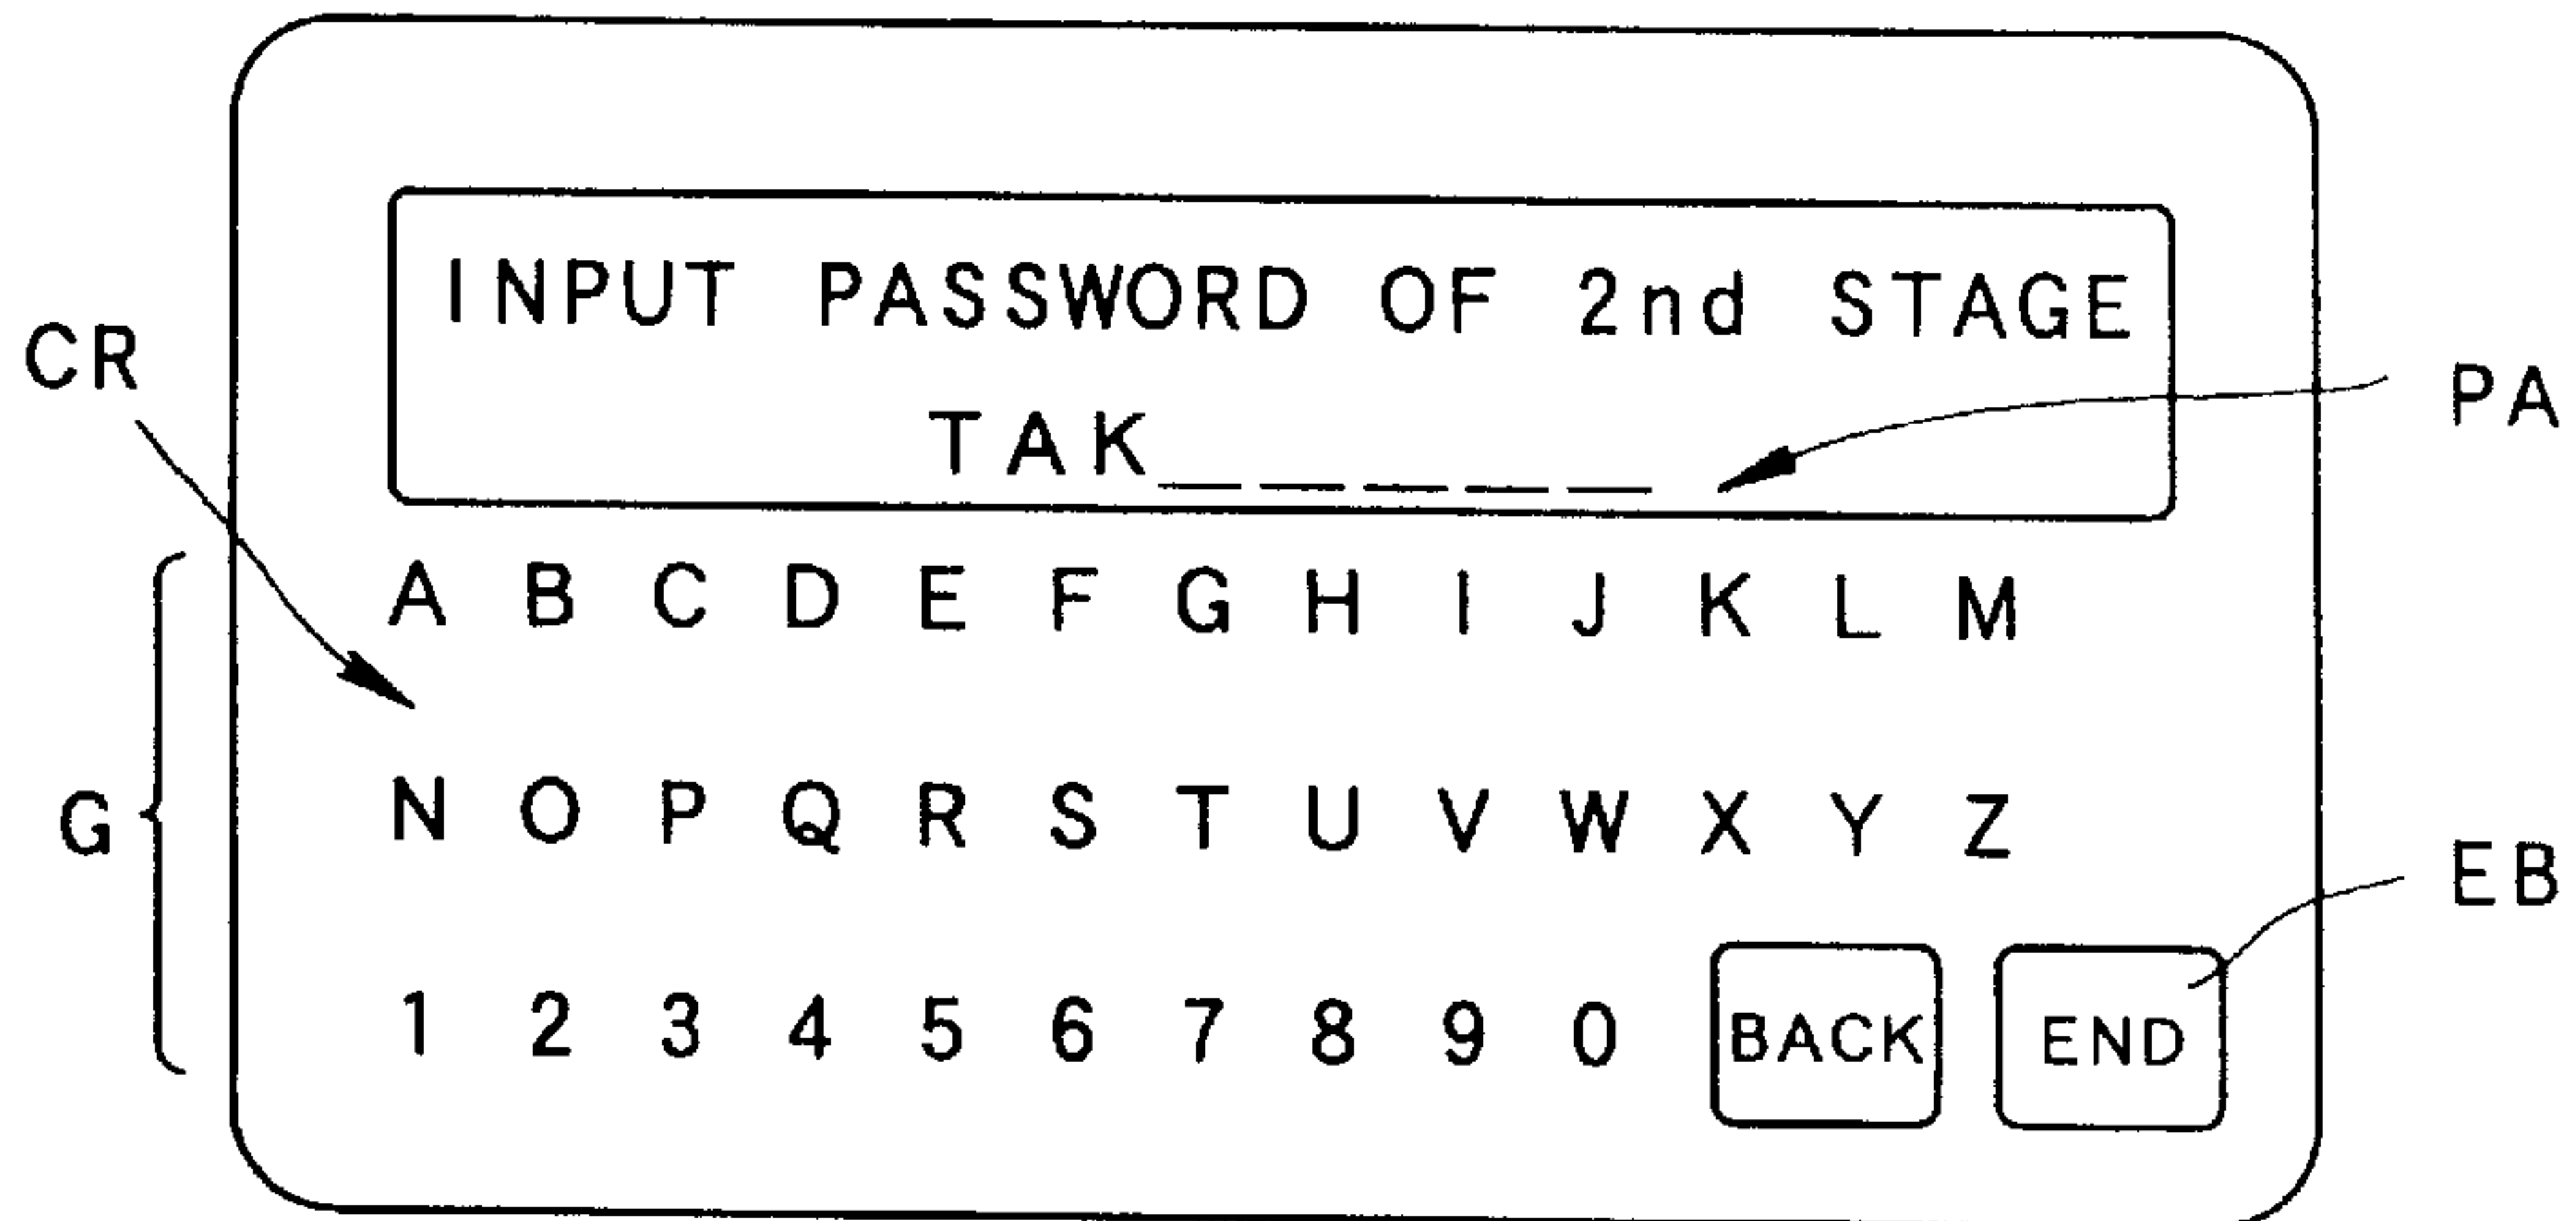 INPUT PASSWORD OF 2nd STAGE
CR
PA
TAK_ _ _ _ _
A B C D E F G H I J K L M
G
N O P Q R S T U V W X Y Z
EB
1 2 3 4 5 6 7 8 9 0 BACK END